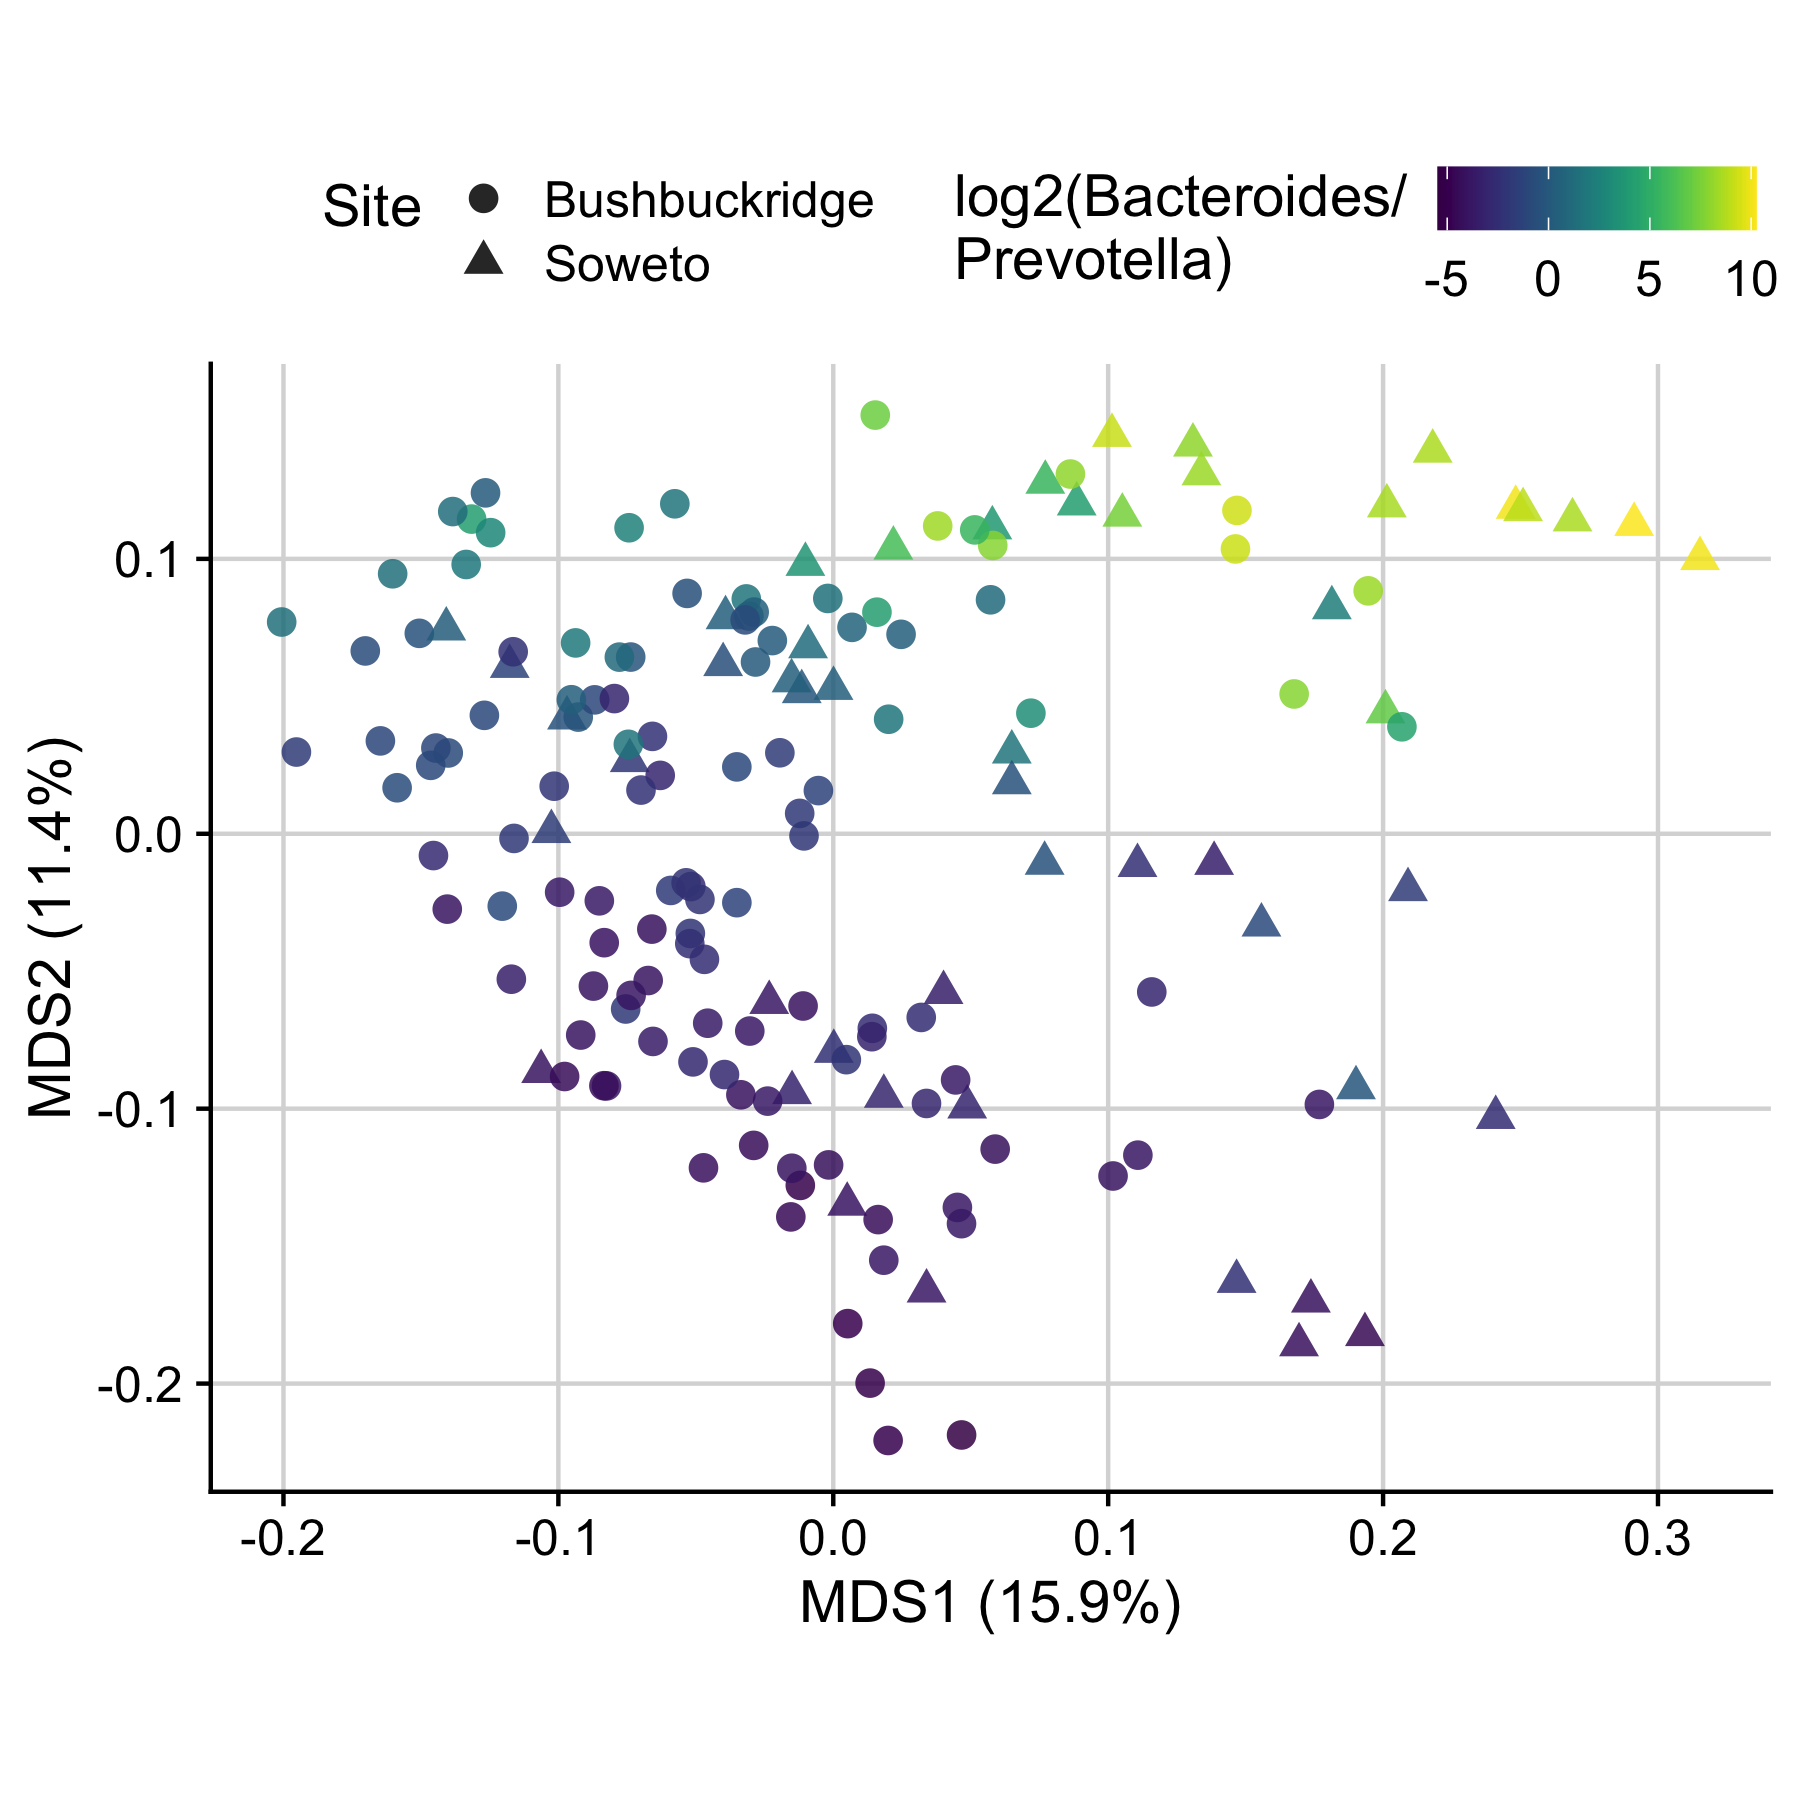 Site
Bushbuckridge
Soweto
log2(Bacteroides/
Prevotella)
-5 0 5 10
MDS2 (11.4%)
0.1
0.0
-0.1
-0.2
-0.2 -0.1 0.0 0.1 0.2 0.3
MDS1 (15.9%)